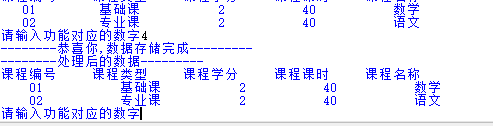 01 基础课 2 40 数学
02 专业课 2 40 语文
请输入功能对应的数字4
--------恭喜你,数据存储完成---------
--------处理后的数据---------
课程编号 课程类型 课程学分 课程课时 课程名称
01 基础课 2 40 数学
02 专业课 2 40 语文
请输入功能对应的数字